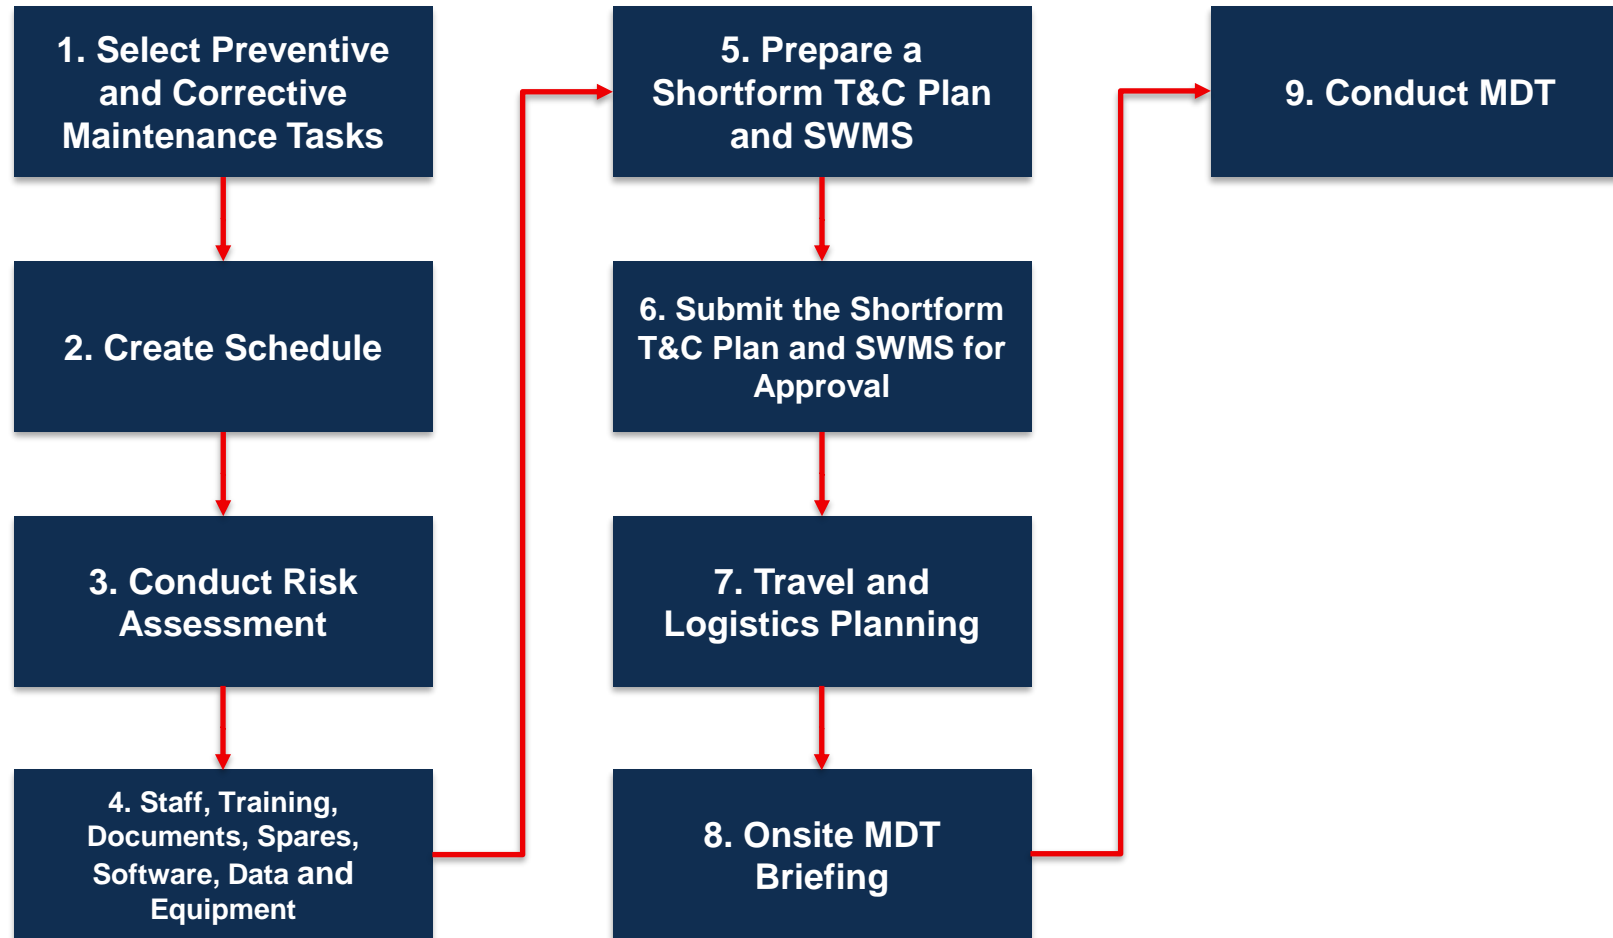 1. Select Preventive
and Corrective
Maintenance Tasks
2. Create Schedule
3. Conduct Risk
Assessment
4. Staff, Training,
Documents, Spares,
Software, Data and
Equipment
5. Prepare a
Shortform T&C Plan
and SWMS
6. Submit the Shortform
T&C Plan and SWMS for
Approval
7. Travel and
Logistics Planning
8. Onsite MDT
Briefing
9. Conduct MDT